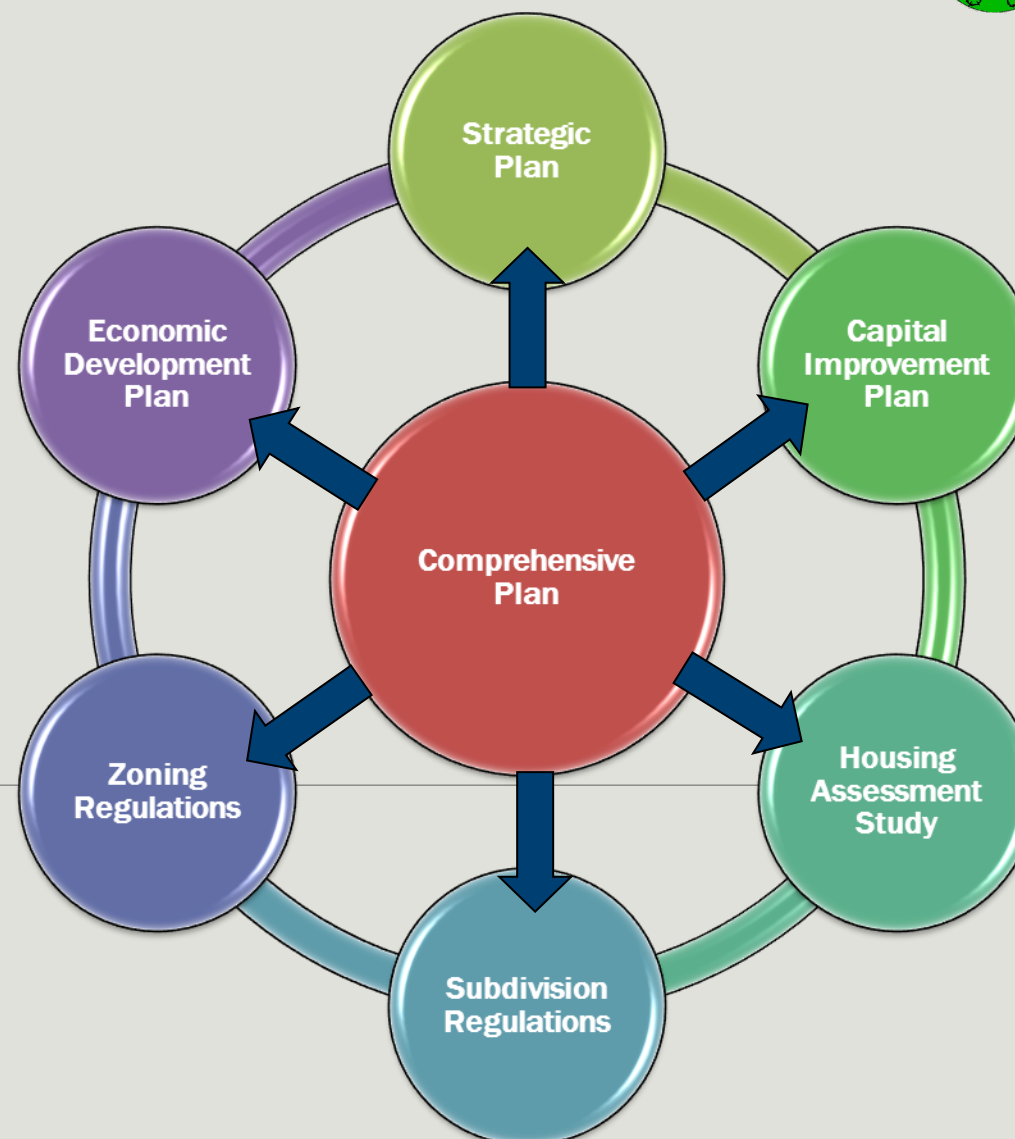 Strategic
Plan
Economic
Development
Plan
Capital
Improvement
Plan
Comprehensive
Plan
Zoning
Regulations
Housing
Assessment
Study
Subdivision
Regulations